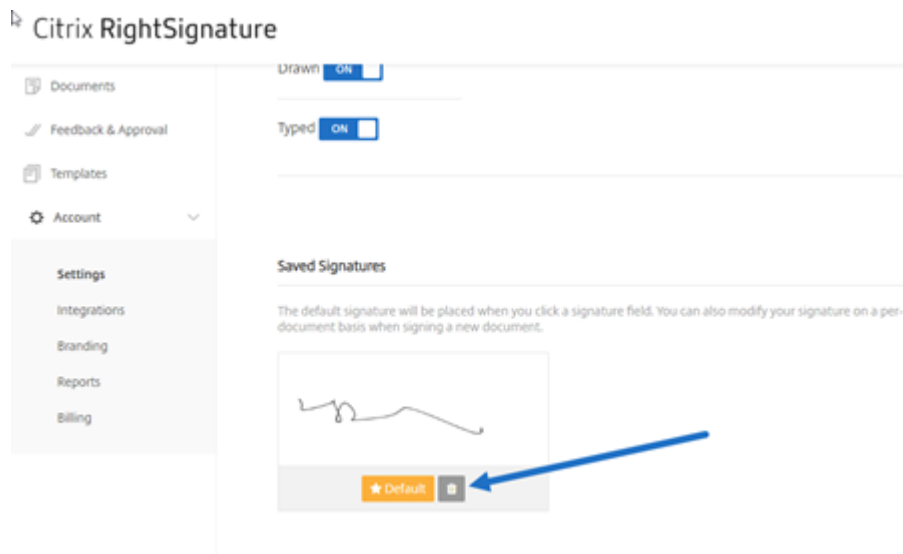 Citrix RightSignature
Documents
Feedback & Approval
Templates
Account
Settings
Integrations
Branding
Reports
Billing
Drawn ON
Typed ON
Saved Signatures
The default signature will be placed when you click a signature field. You can also modify your signature on a per-
document basis when signing a new document.
Default